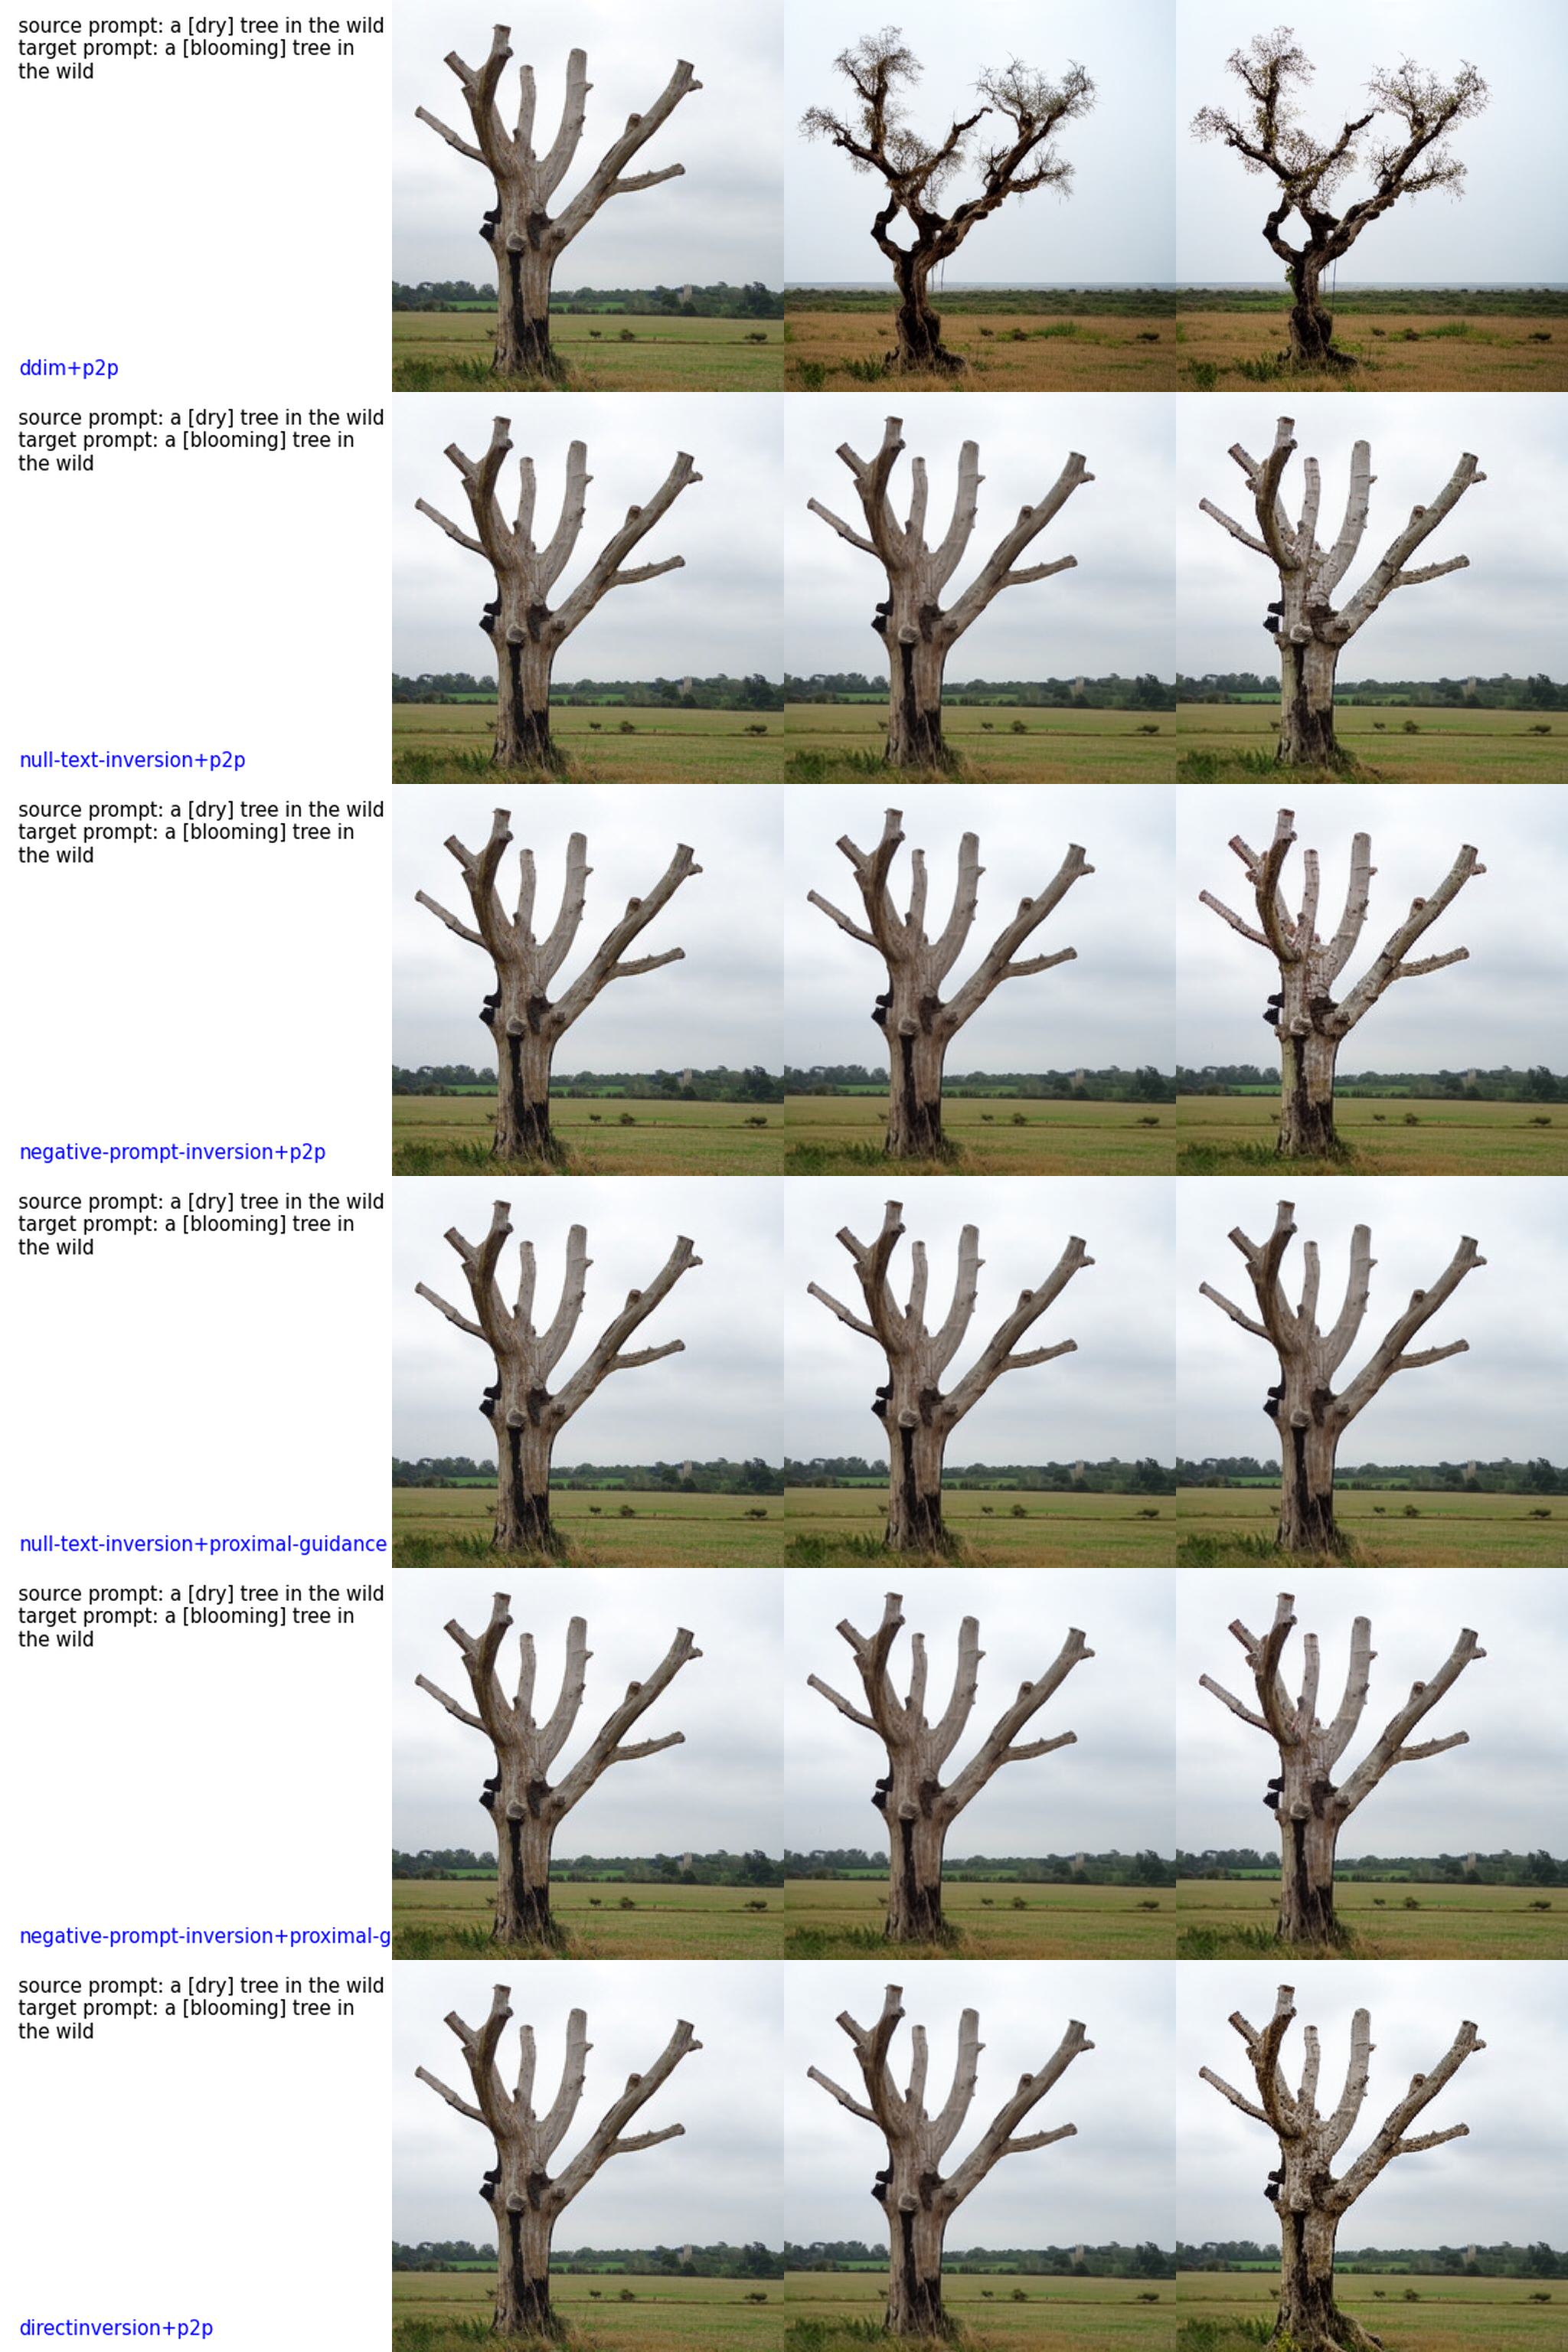 source prompt: a [dry] tree in the wild
target prompt: a [blooming] tree in
the wild
ddim+p2p
source prompt: a [dry] tree in the wild
target prompt: a [blooming] tree in
the wild
null-text-inversion+p2p
source prompt: a [dry] tree in the wild
target prompt: a [blooming] tree in
the wild
negative-prompt-inversion+p2p
source prompt: a [dry] tree in the wild
target prompt: a [blooming] tree in
the wild
null-text-inversion+proximal-guidance
source prompt: a [dry] tree in the wild
target prompt: a [blooming] tree in
the wild
negative-prompt-inversion+proximal-g
source prompt: a [dry] tree in the wild
target prompt: a [blooming] tree in
the wild
directinversion+p2p